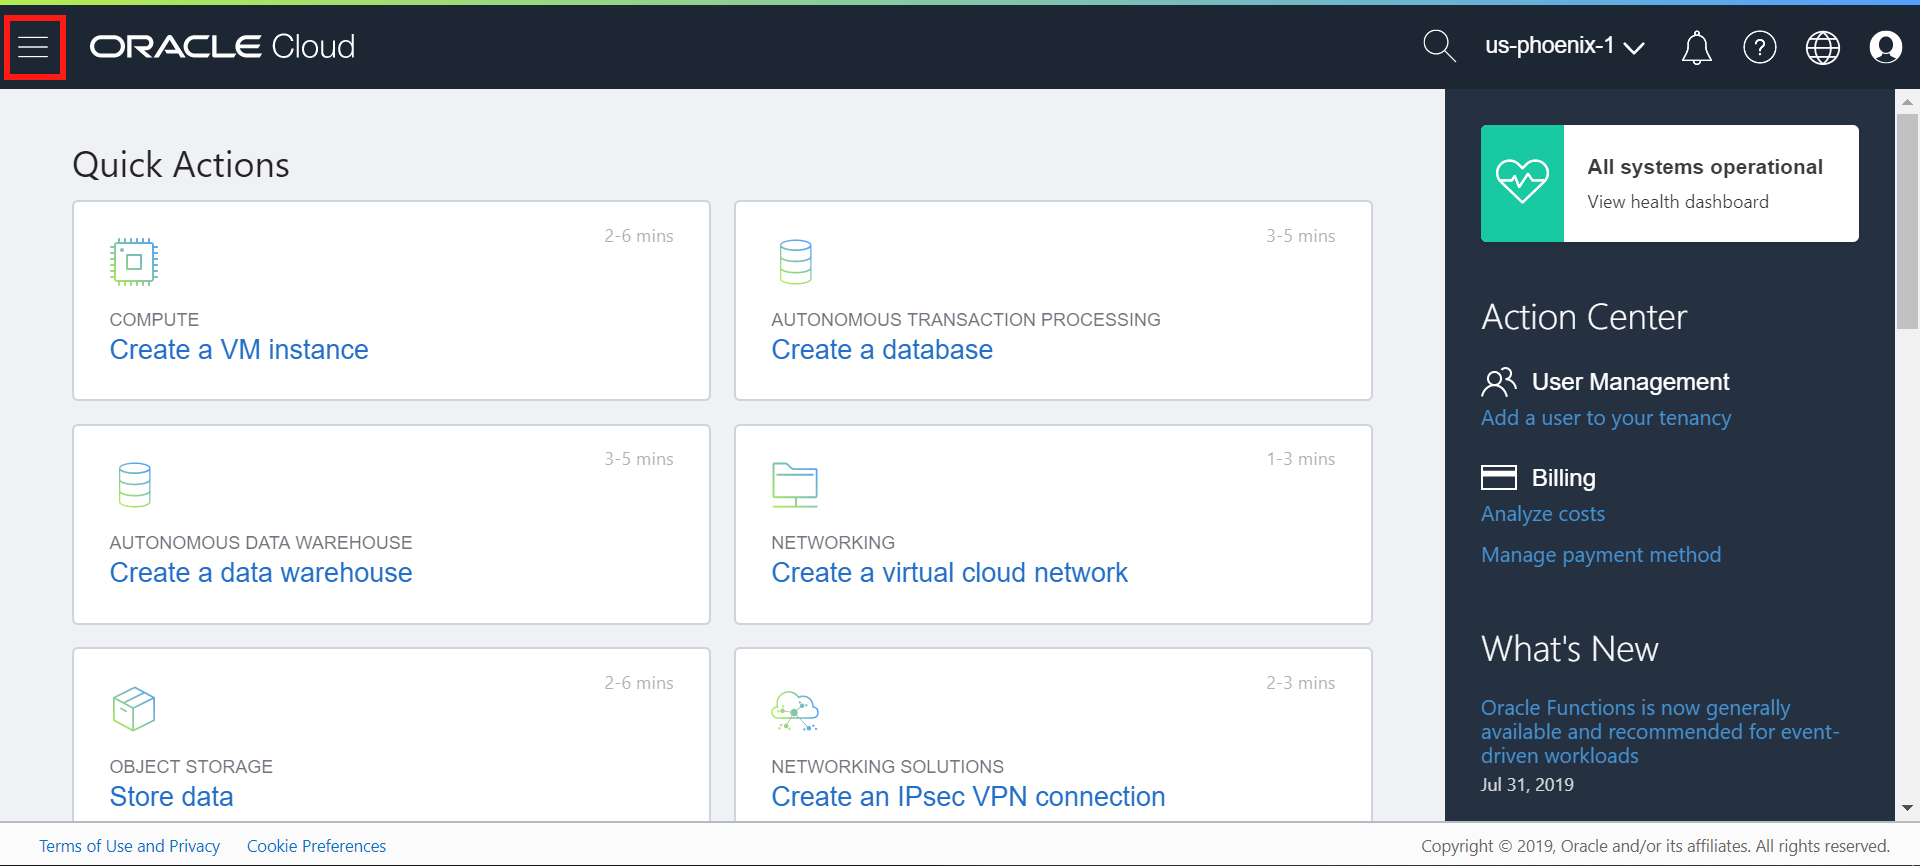 ORACLE Cloud
us-phoenix-1
Quick Actions
2-6 mins
COMPUTE
Create a VM instance
3-5 mins
AUTONOMOUS TRANSACTION PROCESSING
Create a database
3-5 mins
AUTONOMOUS DATA WAREHOUSE
Create a data warehouse
1-3 mins
NETWORKING
Create a virtual cloud network
2-6 mins
OBJECT STORAGE
Store data
2-3 mins
NETWORKING SOLUTIONS
Create an IPsec VPN connection
All systems operational
View health dashboard
Action Center
User Management
Add a user to your tenancy
Billing
Analyze costs
Manage payment method
What's New
Oracle Functions is now generally
available and recommended for event-
driven workloads
Jul 31, 2019
Terms of Use and Privacy
Cookie Preferences
Copyright © 2019, Oracle and/or its affiliates. All rights reserved.